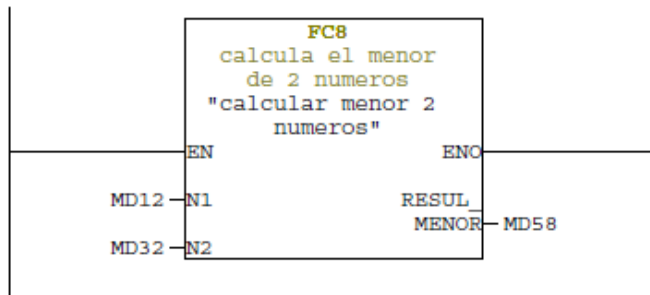 FC8
calcula el menor
de 2 numeros
"calcular menor 2
numeros"
EN ENO
MD12 N1 RESUL_
MENOR MD58
MD32 N2